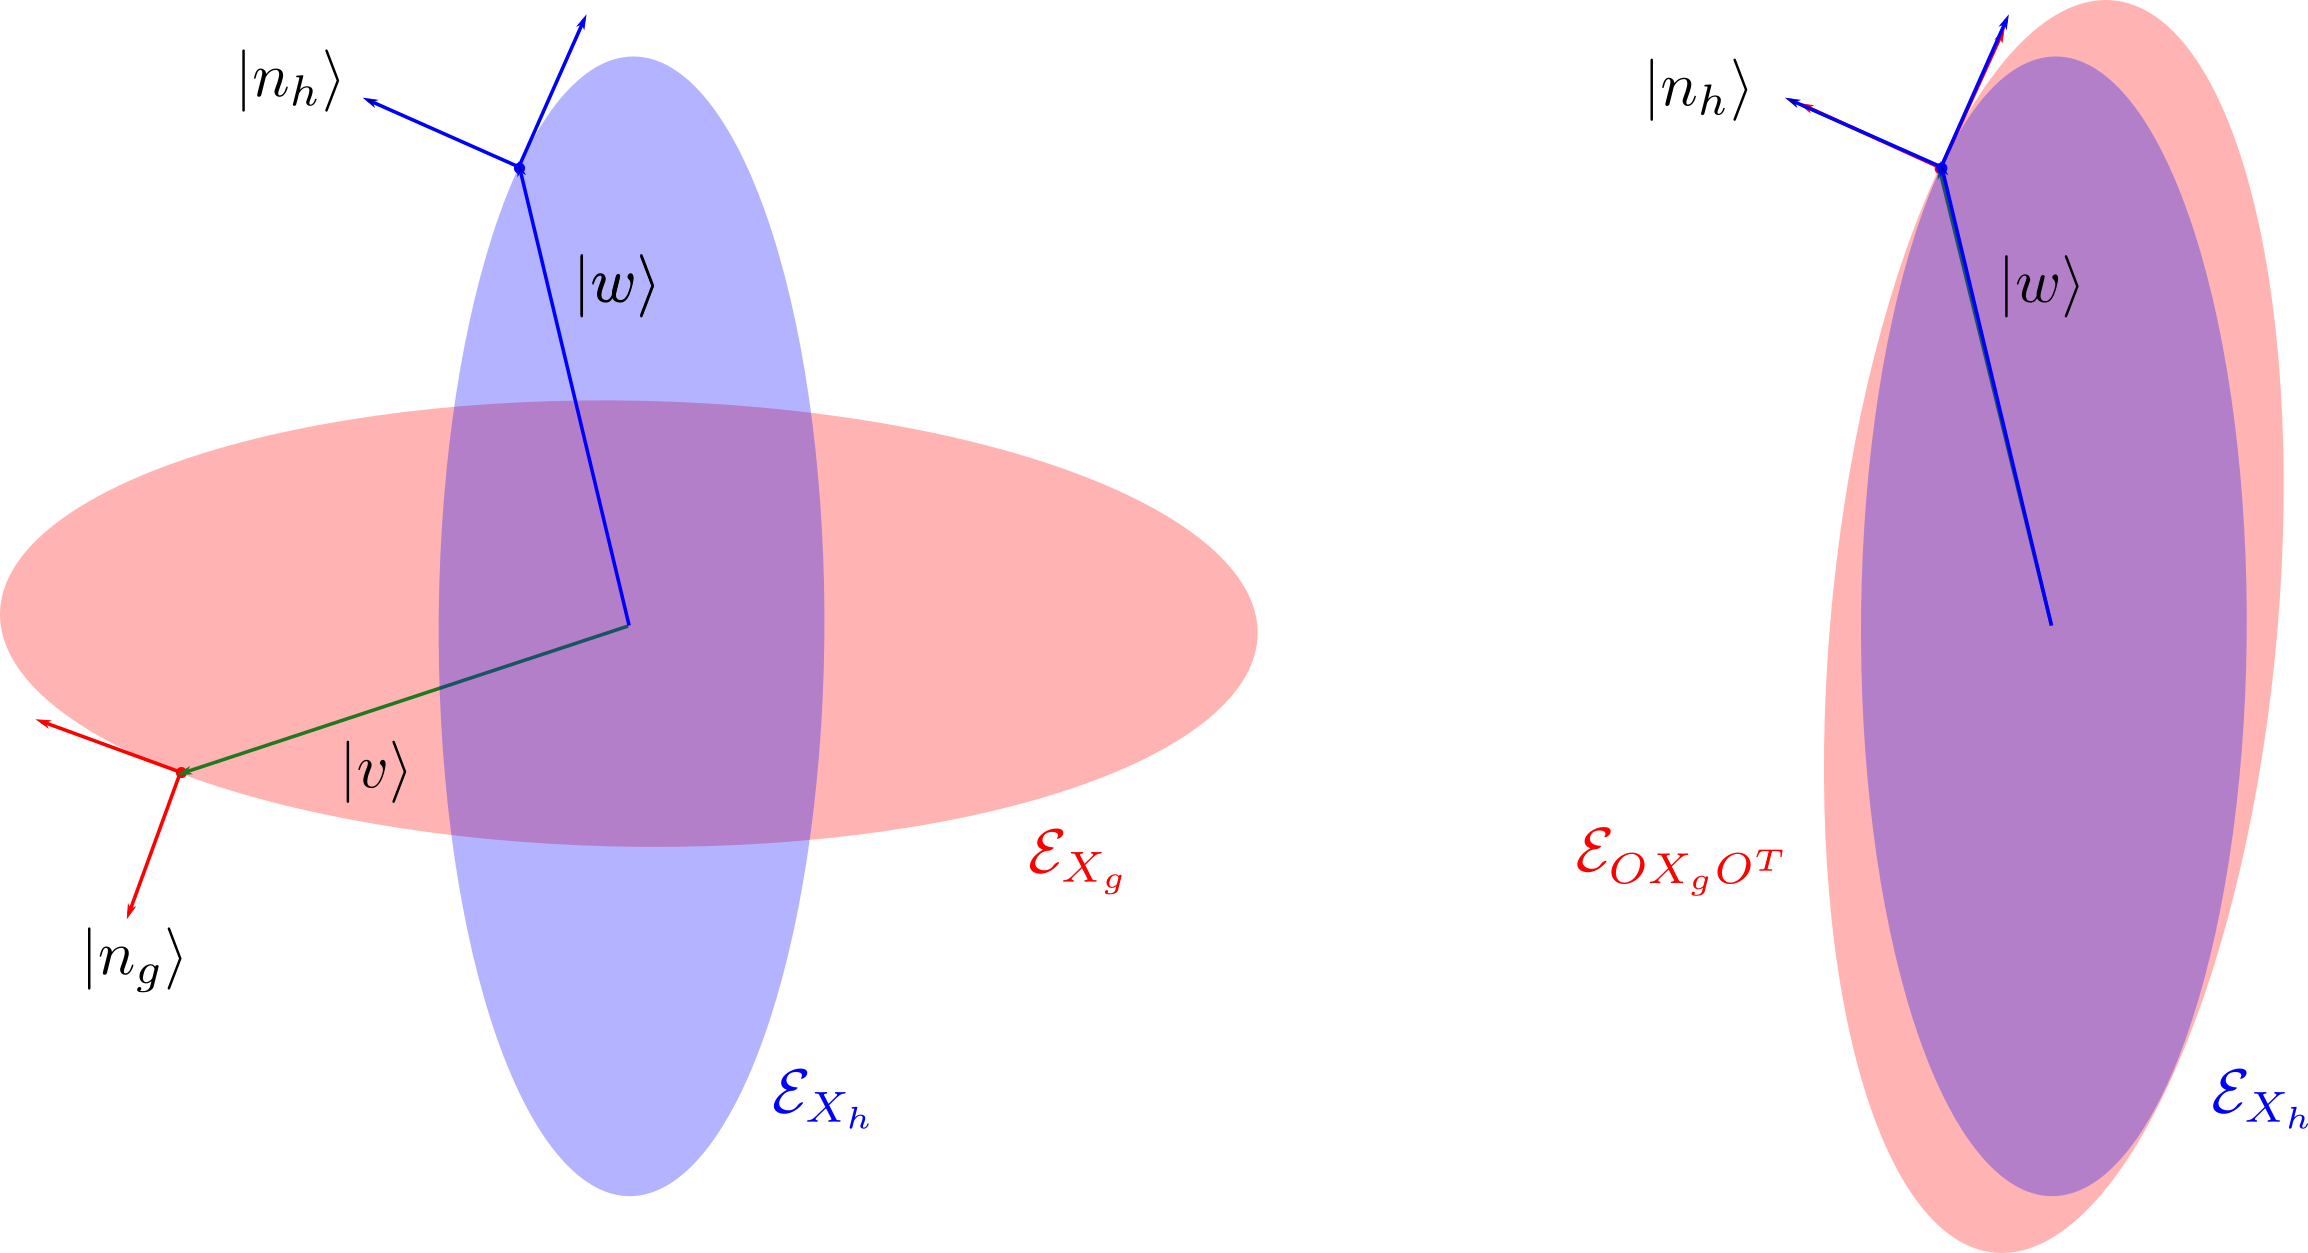 |n_h⟩
|w⟩
|v⟩
ℰ_{X_g}
|n_g⟩
ℰ_{X_h}
|n_h⟩
|w⟩
ℰ_{OX_gO^T}
ℰ_{X_h}